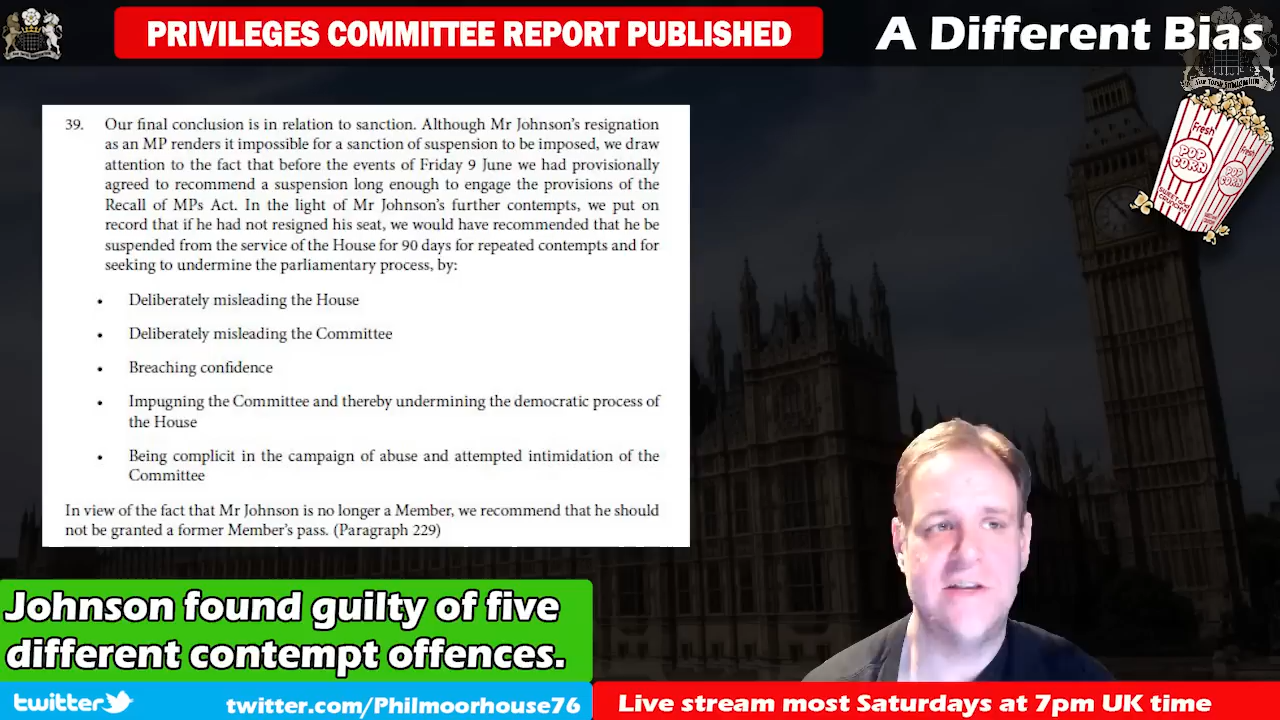 PRIVILEGES COMMITTEE REPORT PUBLISHED
A Different Bias
39. Our final conclusion is in relation to sanction. Although Mr Johnson's resignation
as an MP renders it impossible for a sanction of suspension to be imposed, we draw
attention to the fact that before the events of Friday 9 June we had provisionally
agreed to recommend a suspension long enough to engage the provisions of the
Recall of MPs Act. In the light of Mr Johnson's further contempts, we put on
record that if he had not resigned his seat, we would have recommended that he be
suspended from the service of the House for 90 days for repeated contempts and for
seeking to undermine the parliamentary process, by:
• Deliberately misleading the House
• Deliberately misleading the Committee
• Breaching confidence
• Impugning the Committee and thereby undermining the democratic process of
the House
• Being complicit in the campaign of abuse and attempted intimidation of the
Committee
In view of the fact that Mr Johnson is no longer a Member, we recommend that he should
not be granted a former Member's pass. (Paragraph 229)
Fresh
POP
CORN
Fresh
POP
CORN
Johnson found guilty of five
different contempt offences.
twitter
twitter.com/Philmoorhouse76
Live stream most Saturdays at 7pm UK time